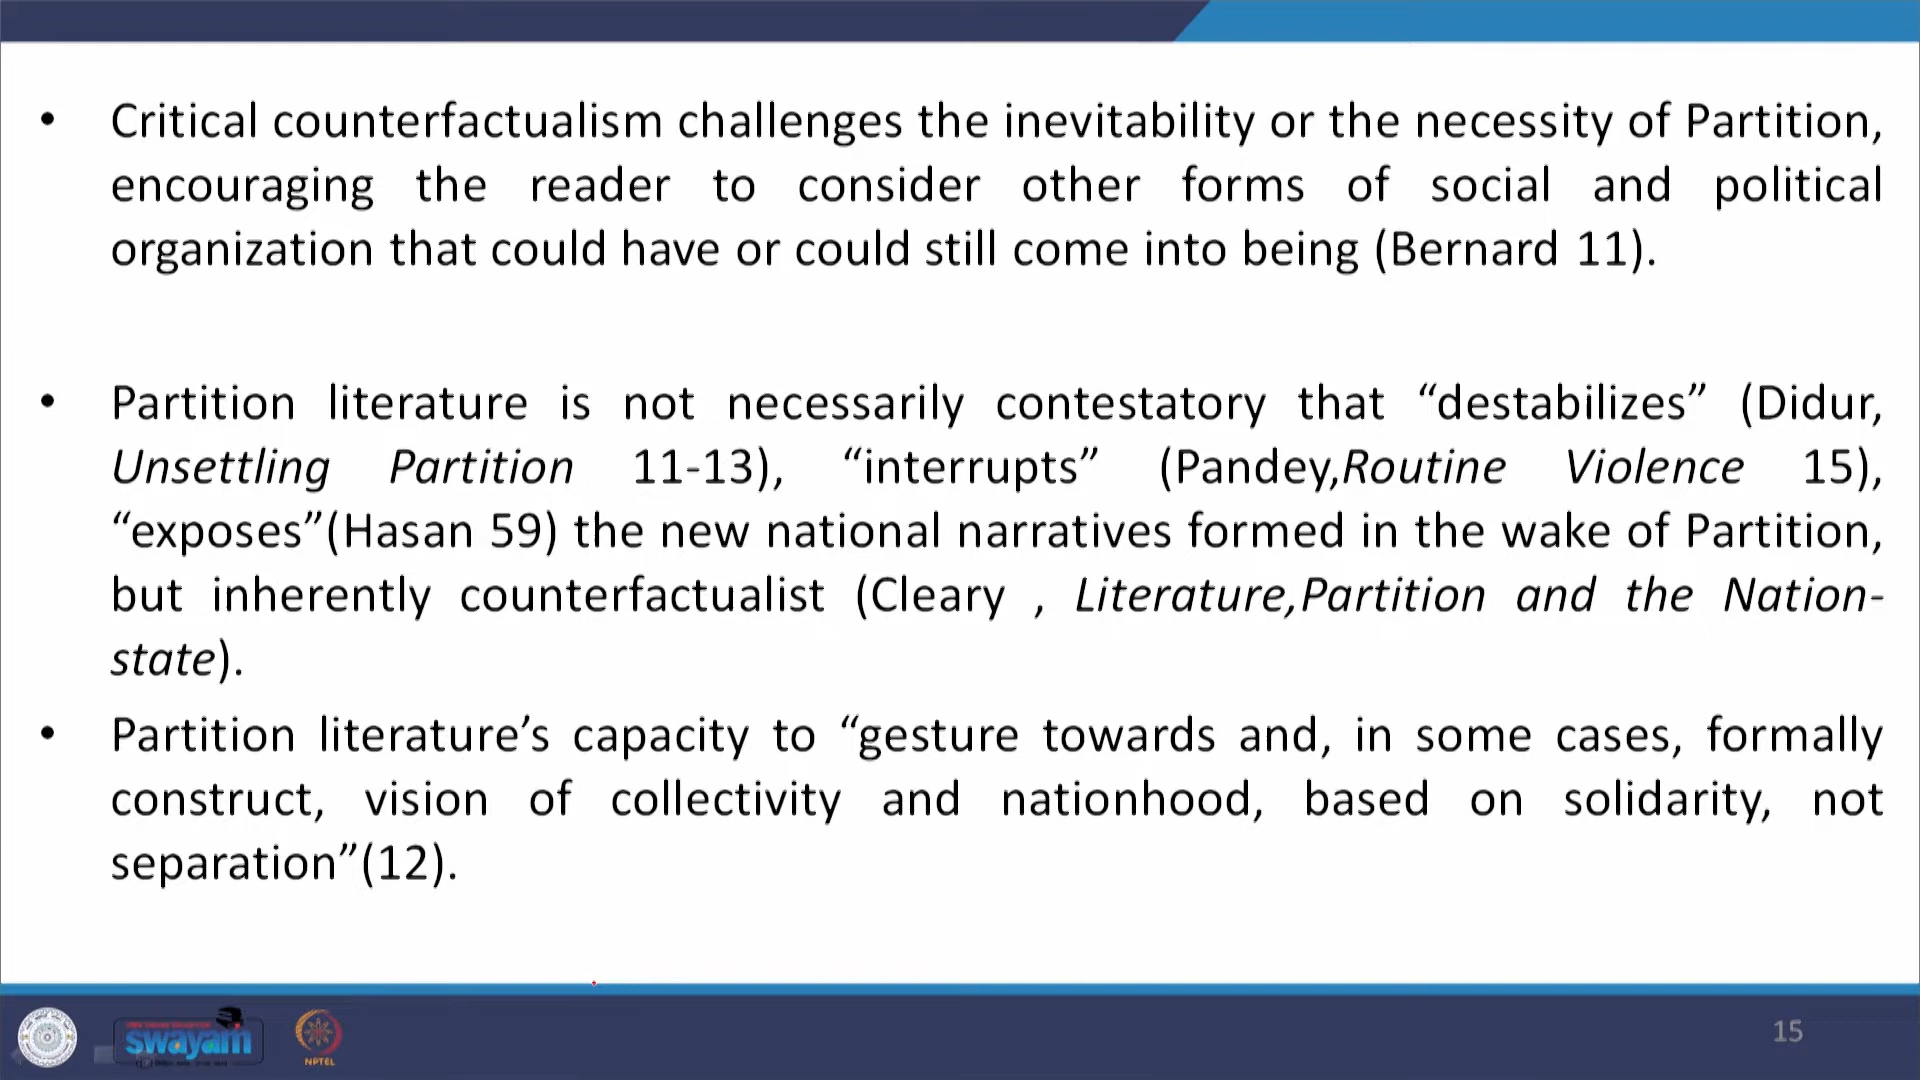 • Critical counterfactualism challenges the inevitability or the necessity of Partition,
encouraging the reader to consider other forms of social and political
organization that could have or could still come into being (Bernard 11).
• Partition literature is not necessarily contestatory that “destabilizes” (Didur,
Unsettling Partition 11-13), “interrupts” (Pandey,Routine Violence 15),
“exposes”(Hasan 59) the new national narratives formed in the wake of Partition,
but inherently counterfactualist (Cleary , Literature,Partition and the Nation-
state).
• Partition literature’s capacity to “gesture towards and, in some cases, formally
construct, vision of collectivity and nationhood, based on solidarity, not
separation”(12).
swayam
NPTEL
15